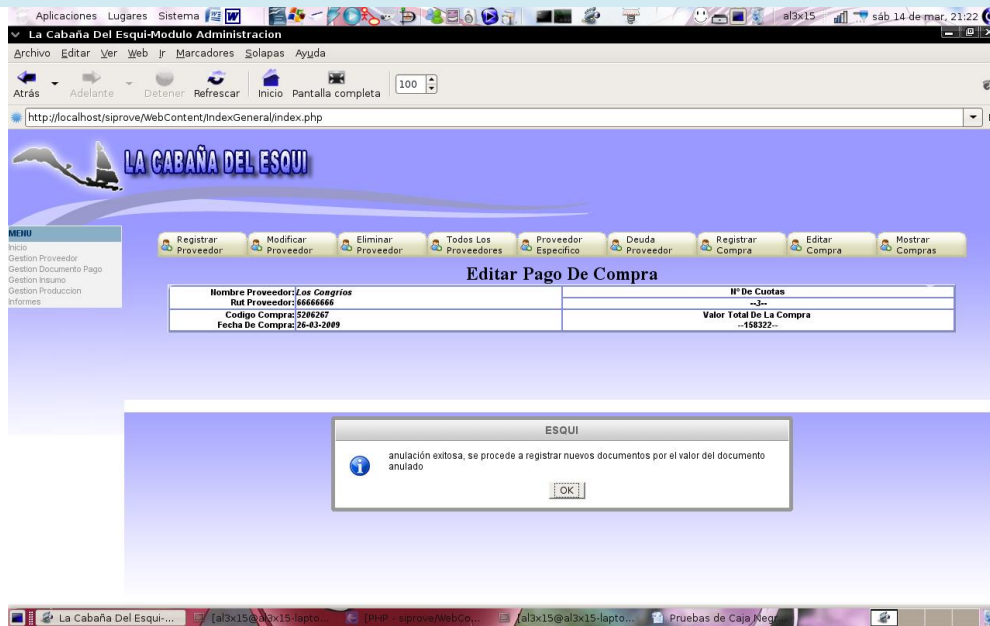 Aplicaciones Lugares Sistema al3x15 sáb 14 de mar, 21:22
La Cabaña Del Esqui-Modulo Administracion
Archivo Editar Ver Web Ir Marcadores Solapas Ayuda
Atrás Adelante Detener Refrescar Inicio Pantalla completa 100
http://localhost/siprove/WebContent/IndexGeneral/index.php
LA CABAÑA DEL ESQUI
MENU
Inicio
Gestion Proveedor
Gestion Documento Pago
Gestion Insumo
Gestion Produccion
Informes
Registrar Proveedor
Modificar Proveedor
Eliminar Proveedor
Todos Los Proveedores
Proveedor Especifico
Deuda Proveedor
Registrar Compra
Editar Compra
Mostrar Compras
Editar Pago De Compra
Nombre Proveedor: Los Congrios
Rut Proveedor: 66666666
Nº De Cuotas
--3--
Codigo Compra: 5206267
Fecha De Compra: 26-03-2009
Valor Total De La Compra
--158322--
ESQUI
anulación exitosa, se procede a registrar nuevos documentos por el valor del documento
anulado
OK
La Cabaña Del Esqui-... [al3x15@al3x15-lapto... [PHP - siprove/WebCo... [al3x15@al3x15-lapto... Pruebas de Caja Negr